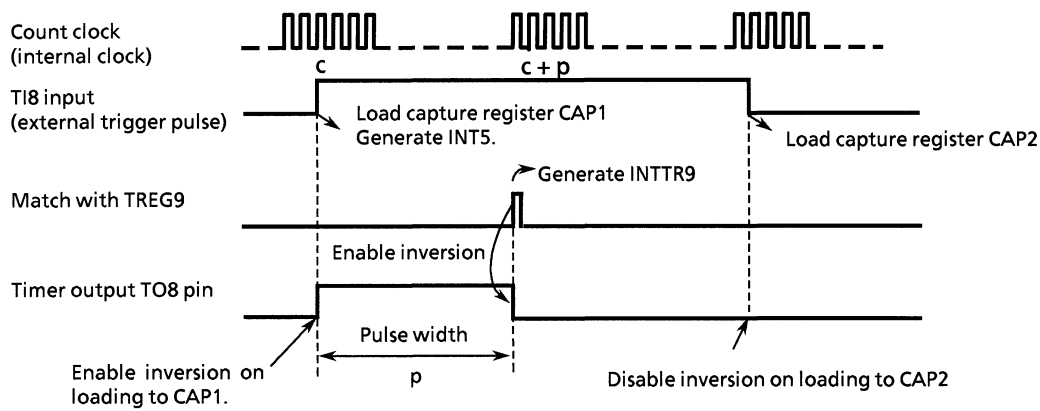 Count clock
(internal clock)
c
c + p
TI8 input
(external trigger pulse)
Load capture register CAP1
Generate INT5.
Load capture register CAP2
Generate INTTR9
Match with TREG9
Enable inversion
Timer output TO8 pin
Pulse width
p
Enable inversion on
loading to CAP1.
Disable inversion on loading to CAP2